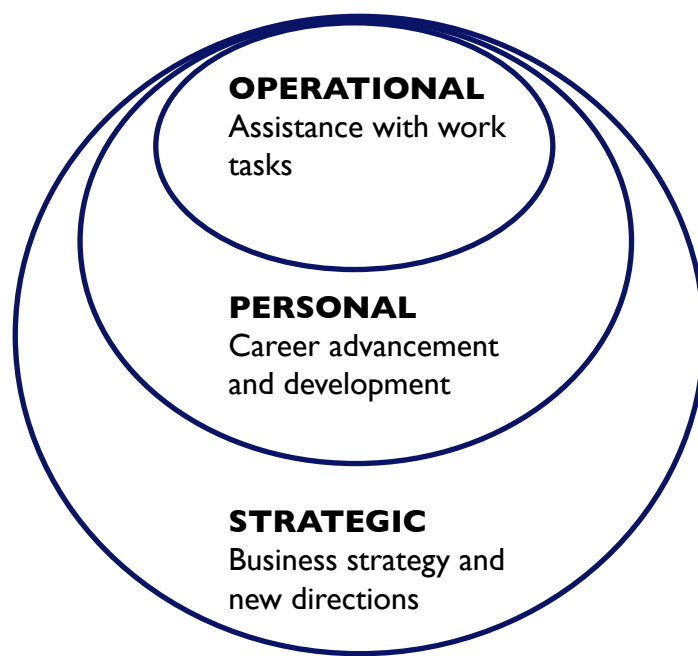 OPERATIONAL
Assistance with work
tasks
PERSONAL
Career advancement
and development
STRATEGIC
Business strategy and
new directions